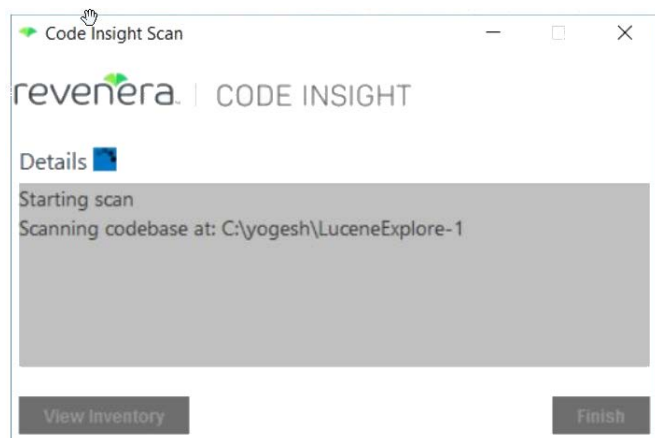 Code Insight Scan
revenera. | CODE INSIGHT
Details
Starting scan
Scanning codebase at: C:\yogesh\LuceneExplore-1
View Inventory
Finish